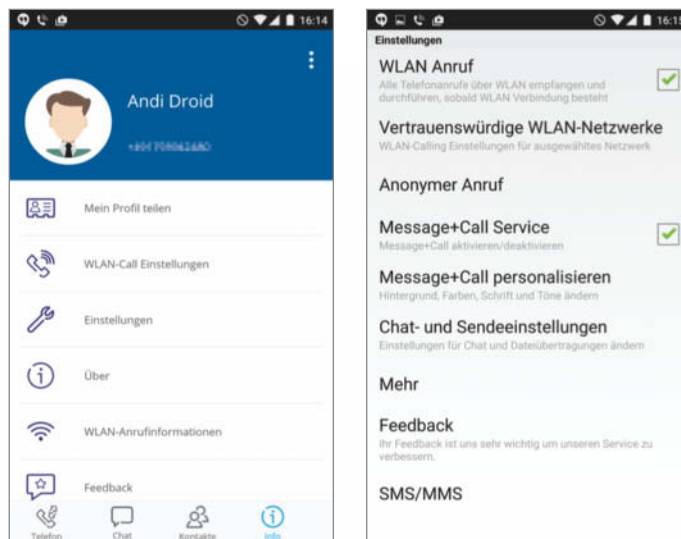 16:14
Andi Droid
Mein Profil teilen
WLAN-Call Einstellungen
Einstellungen
Über
WLAN-Anrufinformationen
Feedback
Telefon
Chat
Kontakte
Info
16:15
Einstellungen
WLAN Anruf
Alle Telefonanrufe über WLAN empfangen und
durchführen, sobald WLAN Verbindung besteht
Vertrauenswürdige WLAN-Netzwerke
WLAN-Calling Einstellungen für ausgewähltes Netzwerk
Anonymer Anruf
Message+Call Service
Message+Call aktivieren/deaktivieren
Message+Call personalisieren
Hintergrund, Farben, Schrift und Töne ändern
Chat- und Sendeeinstellungen
Einstellungen für Chat und Dateiübertragungen ändern
Mehr
Feedback
Ihr Feedback ist uns sehr wichtig um unseren Service zu
verbessern.
SMS/MMS